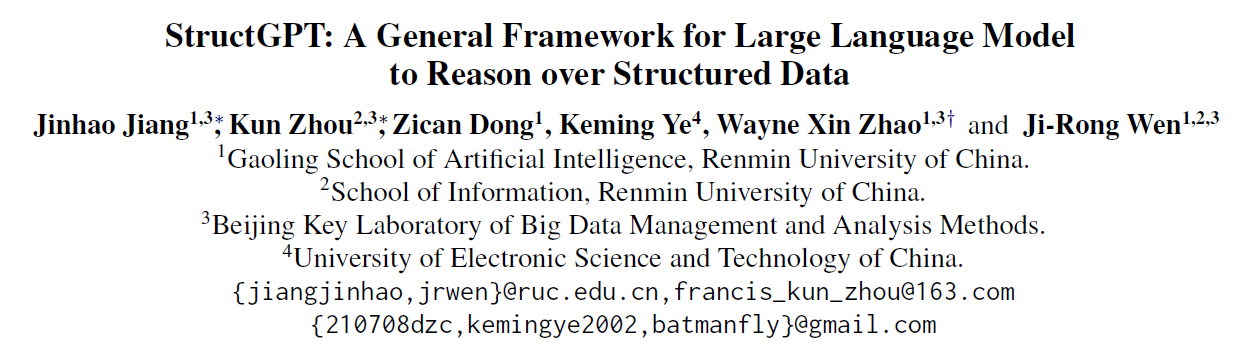 StructGPT: A General Framework for Large Language Model
to Reason over Structured Data
Jinhao Jiang1,3*, Kun Zhou2,3*, Zican Dong1, Keming Ye4, Wayne Xin Zhao1,3† and Ji-Rong Wen1,2,3
1Gaoling School of Artificial Intelligence, Renmin University of China.
2School of Information, Renmin University of China.
3Beijing Key Laboratory of Big Data Management and Analysis Methods.
4University of Electronic Science and Technology of China.
{jiangjinhao,jrwen}@ruc.edu.cn,francis_kun_zhou@163.com
{210708dzc,kemingye2002,batmanfly}@gmail.com